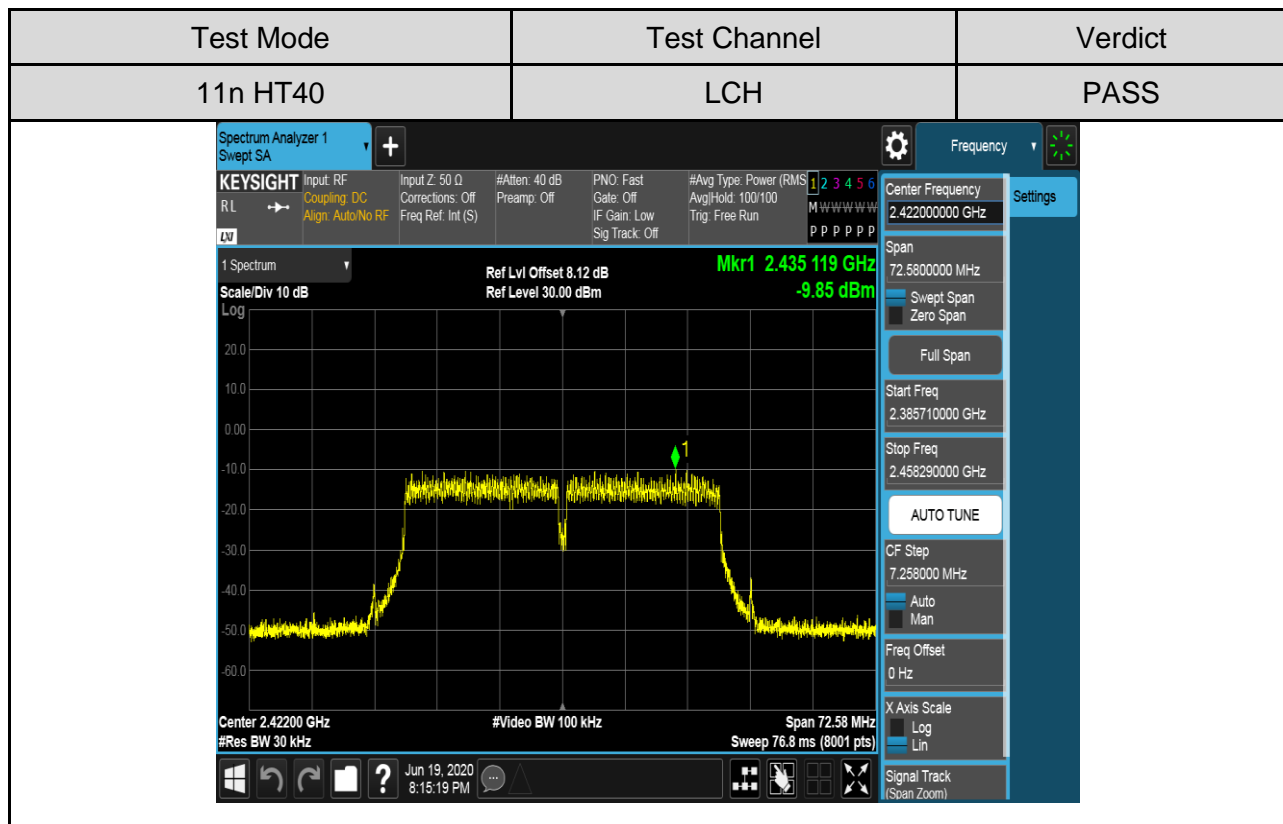 Test Mode Test Channel Verdict
11n HT40 LCH PASS
Spectrum Analyzer 1
Swept SA
+
Frequency
KEYSIGHT
RL
LXI
Input: RF
Coupling: DC
Align: Auto/No RF
Input Z: 50 Ω
Corrections: Off
Freq Ref: Int (S)
#Atten: 40 dB
Preamp: Off
PNO: Fast
Gate: Off
IF Gain: Low
Sig Track: Off
#Avg Type: Power (RMS
Avg|Hold: 100/100
Trig: Free Run
1 2 3 4 5 6
M W W W W W
P P P P P P
1 Spectrum
Scale/Div 10 dB
Ref Lvl Offset 8.12 dB
Ref Level 30.00 dBm
Mkr1 2.435 119 GHz
-9.85 dBm
Log
20.0
10.0
0.00
-10.0
-20.0
-30.0
-40.0
-50.0
-60.0
1
Center 2.42200 GHz
#Res BW 30 kHz
#Video BW 100 kHz
Span 72.58 MHz
Sweep 76.8 ms (8001 pts)
?
Jun 19, 2020
8:15:19 PM
Center Frequency
2.422000000 GHz
Settings
Span
72.5800000 MHz
Swept Span
Zero Span
Full Span
Start Freq
2.385710000 GHz
Stop Freq
2.458290000 GHz
AUTO TUNE
CF Step
7.258000 MHz
Auto
Man
Freq Offset
0 Hz
X Axis Scale
Log
Lin
Signal Track
(Span Zoom)